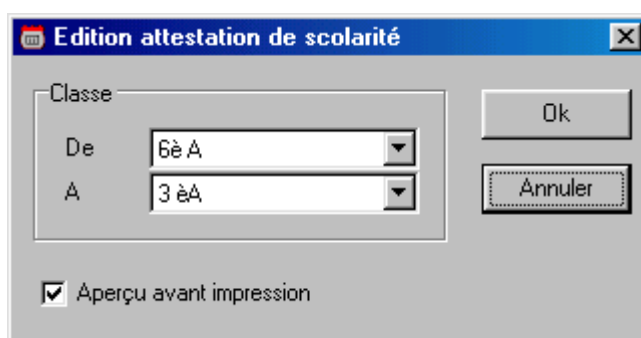 Edition attestation de scolarité
Classe
De 6è A
A 3 èA
Ok
Annuler
Aperçu avant impression